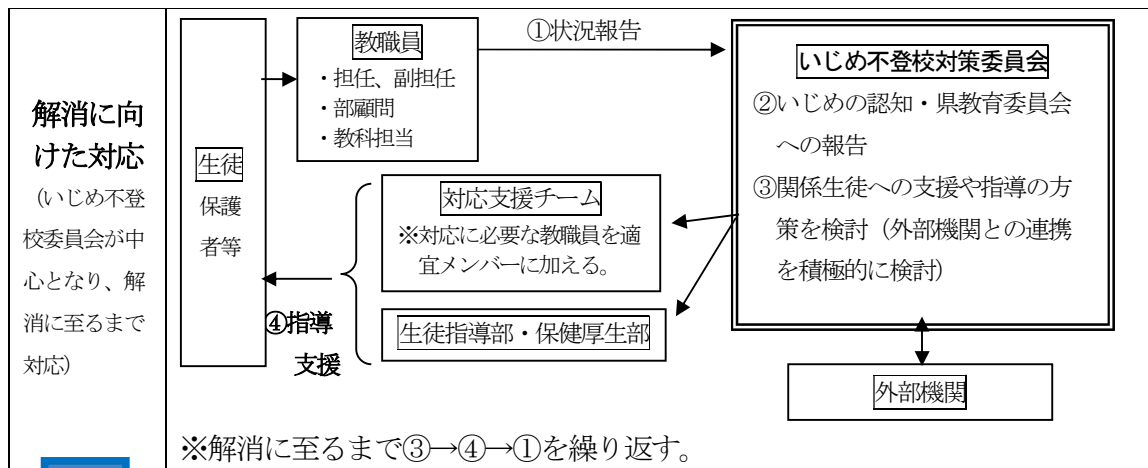 解消に向
けた対応
（いじめ不登
校委員会が中
心となり、解
消に至るまで
対応）
生徒
保護
者等
教職員
・担任、副担任
・部顧問
・教科担当
①状況報告
いじめ不登校対策委員会
②いじめの認知・県教育委員会
への報告
③関係生徒への支援や指導の方
策を検討（外部機関との連携
を積極的に検討）
対応支援チーム
※対応に必要な教職員を適
宜メンバーに加える。
生徒指導部・保健厚生部
④指導
支援
外部機関
※解消に至るまで③→④→①を繰り返す。